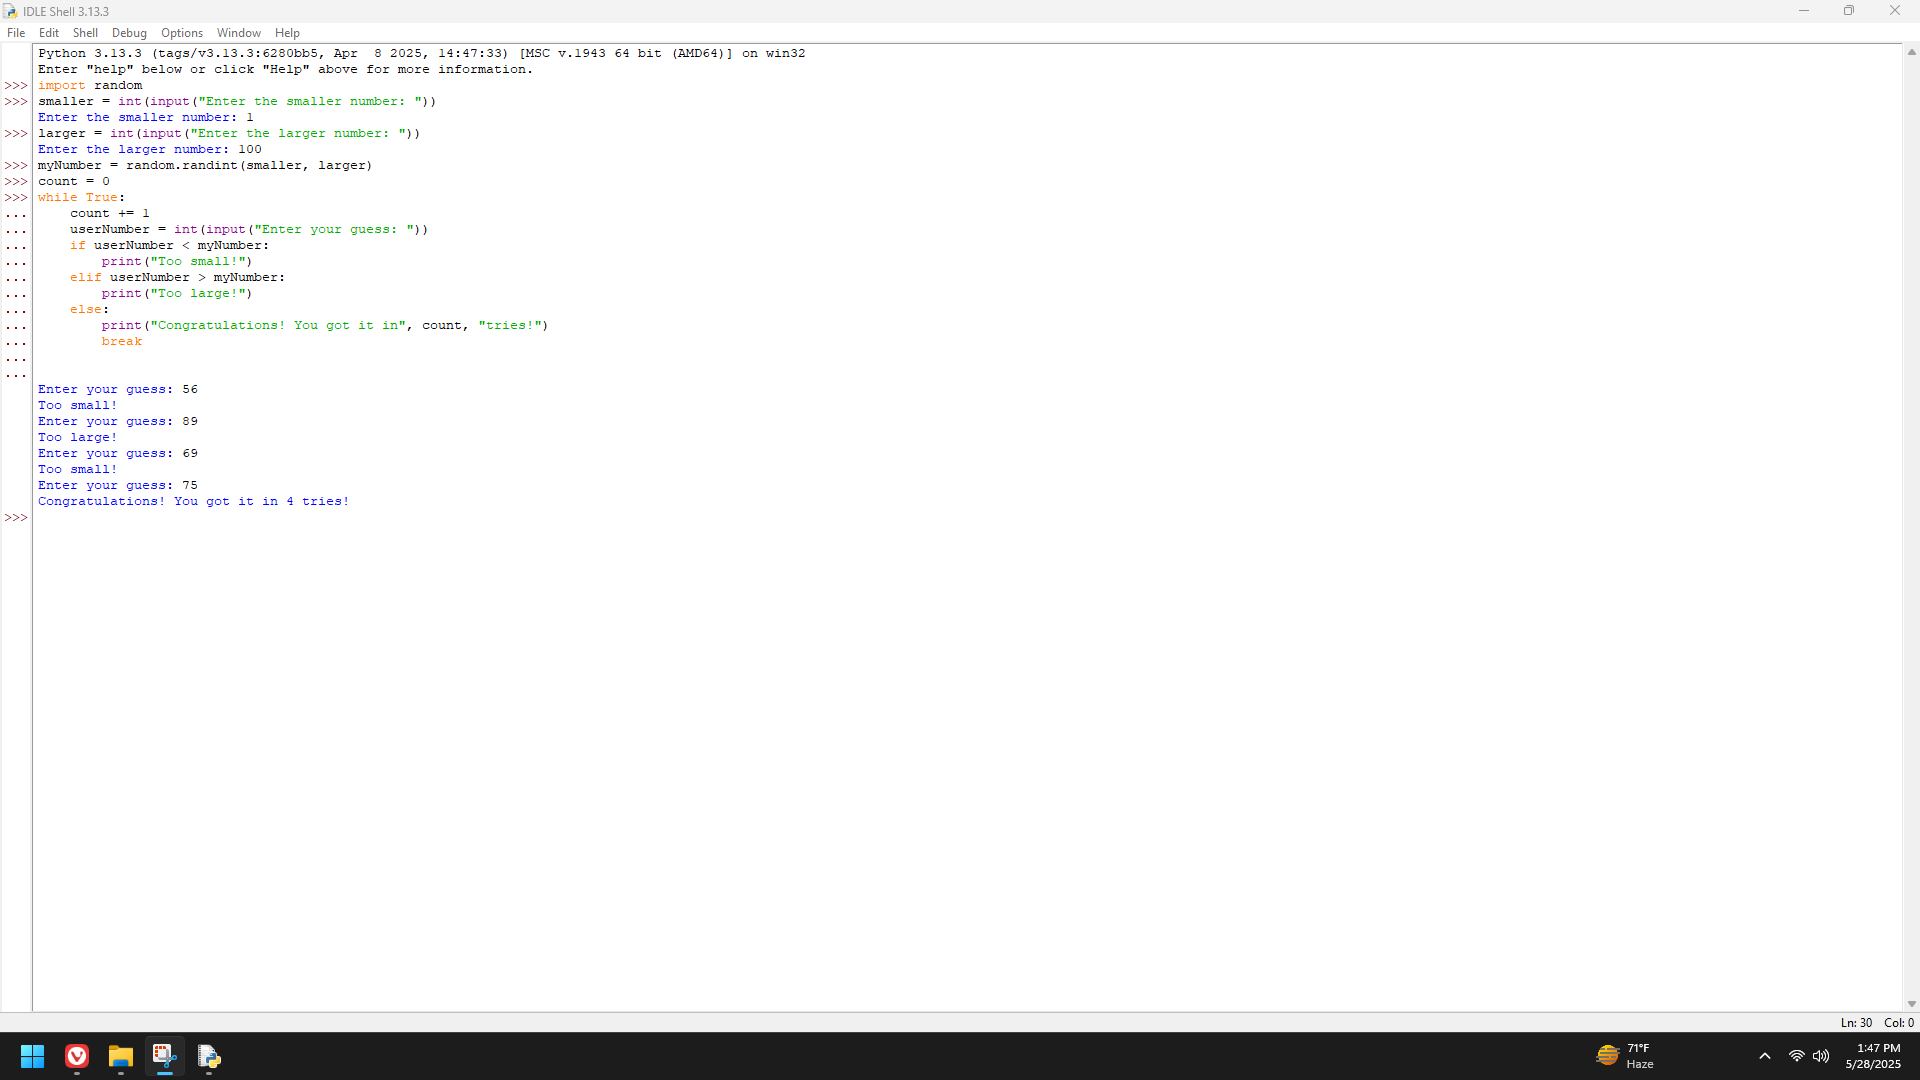 IDLE Shell 3.13.3
File Edit Shell Debug Options Window Help
Python 3.13.3 (tags/v3.13.3:6280bb5, Apr  8 2025, 14:47:33) [MSC v.1943 64 bit (AMD64)] on win32
Enter "help" below or click "Help" above for more information.
>>> import random
>>> smaller = int(input("Enter the smaller number: "))
Enter the smaller number: 1
>>> larger = int(input("Enter the larger number: "))
Enter the larger number: 100
>>> myNumber = random.randint(smaller, larger)
>>> count = 0
>>> while True:
...     count += 1
...     userNumber = int(input("Enter your guess: "))
...     if userNumber < myNumber:
...         print("Too small!")
...     elif userNumber > myNumber:
...         print("Too large!")
...     else:
...         print("Congratulations! You got it in", count, "tries!")
...         break
...
...
Enter your guess: 56
Too small!
Enter your guess: 89
Too large!
Enter your guess: 69
Too small!
Enter your guess: 75
Congratulations! You got it in 4 tries!
>>>
Ln: 30 Col: 0
71°F
Haze
1:47 PM
5/28/2025